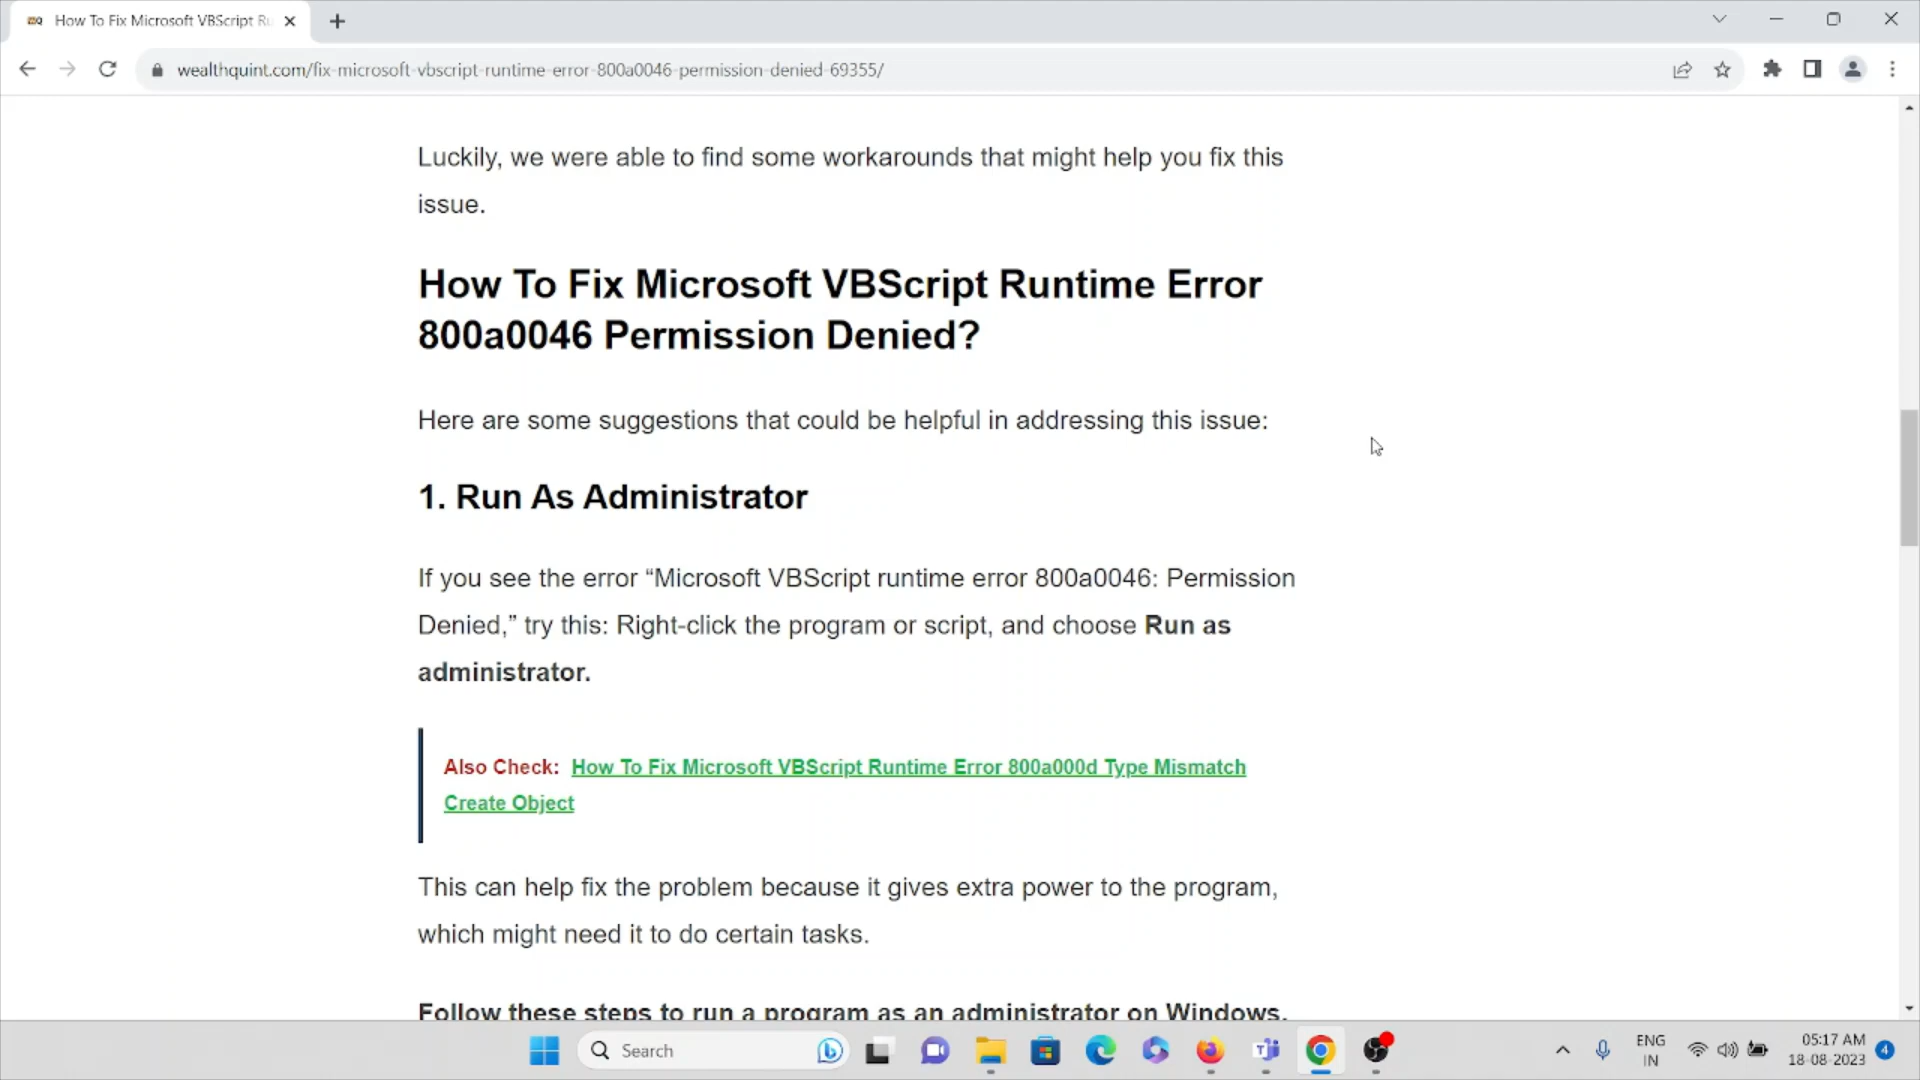 How To Fix Microsoft VBScript Ru
wealthquint.com/fix-microsoft-vbscript-runtime-error-800a0046-permission-denied-69355/
Luckily, we were able to find some workarounds that might help you fix this
issue.
How To Fix Microsoft VBScript Runtime Error
800a0046 Permission Denied?
Here are some suggestions that could be helpful in addressing this issue:
1. Run As Administrator
If you see the error “Microsoft VBScript runtime error 800a0046: Permission
Denied,” try this: Right-click the program or script, and choose Run as
administrator.
Also Check: How To Fix Microsoft VBScript Runtime Error 800a000d Type Mismatch
Create Object
This can help fix the problem because it gives extra power to the program,
which might need it to do certain tasks.
Follow these steps to run a program as an administrator on Windows.
Search
ENG
IN
05:17 AM
18-08-2023
4